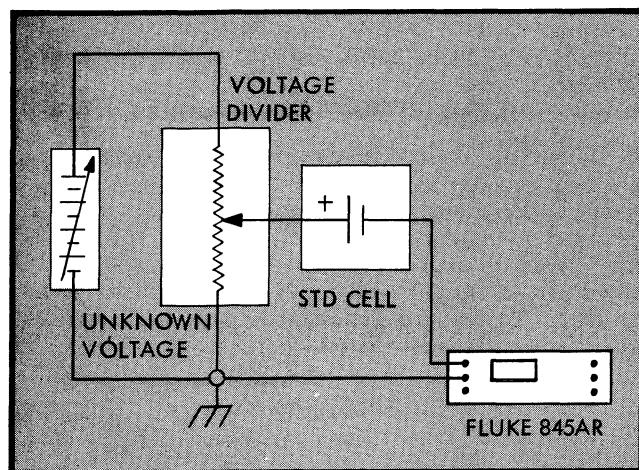 VOLTAGE
DIVIDER
+
STD CELL
UNKNOWN
VOLTAGE
FLUKE 845AR